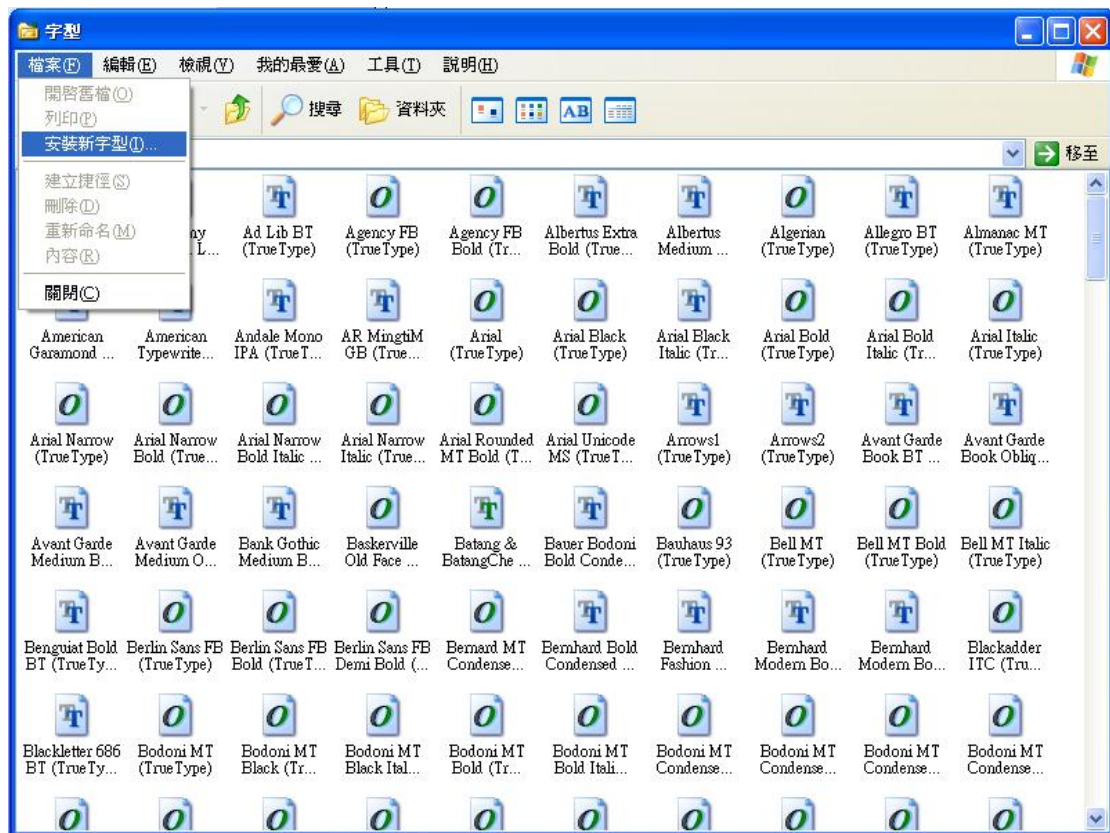 字型
檔案(F) 編輯(E) 檢視(V) 我的最愛(A) 工具(T) 說明(H)
開啓舊檔(O)
列印(P)
安裝新字型(I)...
建立捷徑(S)
刪除(D)
重新命名(M)
內容(R)
關閉(C)
搜尋 資料夾 AB
移至
ny Ad Lib BT Agency FB Agency FB Albertus Extra Albertus Algerian Allegro BT Almanac MT
L... (TrueType) (TrueType) Bold (Tr... Bold (True... Medium ... (TrueType) (TrueType) (TrueType)
American American Andale Mono AR MingtiM Arial Arial Black Arial Black Arial Bold Arial Bold Arial Italic
Garamond ... Typewrite... IPA (TrueT... GB (True... (TrueType) (TrueType) Italic (Tr... (TrueType) Italic (Tr... (TrueType)
Arial Narrow Arial Narrow Arial Narrow Arial Narrow Arial Rounded Arial Unicode Arrows1 Arrows2 Avant Garde Avant Garde
(TrueType) Bold (True... Bold Italic ... Italic (True... MT Bold (T... MS (TrueT... (TrueType) (TrueType) Book BT ... Book Obliq...
Avant Garde Avant Garde Bank Gothic Baskerville Batang & Bauer Bodoni Bauhaus 93 Bell MT Bell MT Bold Bell MT Italic
Medium B... Medium O... Medium B... Old Face ... BatangChe ... Bold Conde... (TrueType) (TrueType) (TrueType) (TrueType)
Benguiat Bold Berlin Sans FB Berlin Sans FB Berlin Sans FB Bernard MT Bernhard Bold Bernhard Bernhard Bernhard Blackadder
BT (TrueTy... (TrueType) Bold (TrueT... Demi Bold (... Condense... Condensed ... Fashion ... Modern Bo... Modern Bo... ITC (Tru...
Blackletter 686 Bodoni MT Bodoni MT Bodoni MT Bodoni MT Bodoni MT Bodoni MT Bodoni MT Bodoni MT Bodoni MT
BT (TrueTy... (TrueType) Black (Tr... Black Ital... Bold (Tr... Bold Itali... Condense... Condense... Condense... Condense...